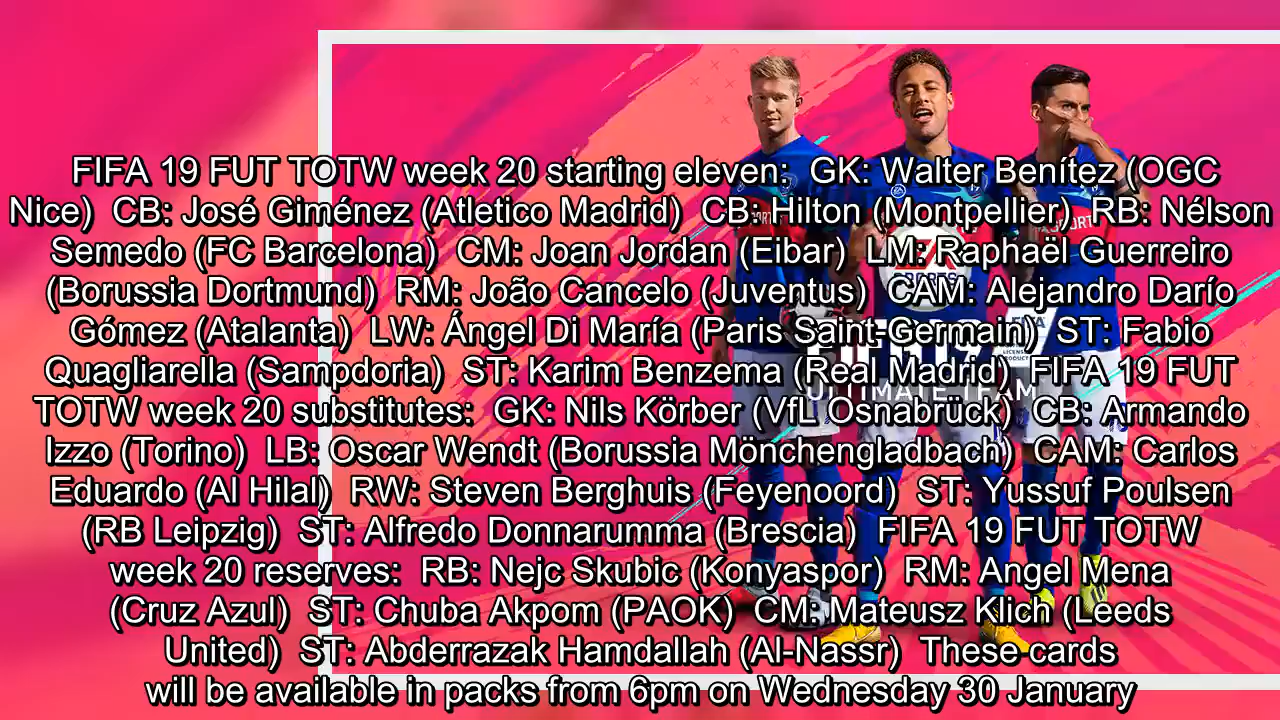 FIFA 19 FUT TOTW week 20 starting eleven:  GK: Walter Benítez (OGC
Nice)  CB: José Giménez (Atletico Madrid)  CB: Hilton (Montpellier)  RB: Nélson
Semedo (FC Barcelona)  CM: Joan Jordan (Eibar)  LM: Raphaël Guerreiro
(Borussia Dortmund)  RM: João Cancelo (Juventus)  CAM: Alejandro Darío
Gómez (Atalanta)  LW: Ángel Di María (Paris Saint-Germain)  ST: Fabio
Quagliarella (Sampdoria)  ST: Karim Benzema (Real Madrid)  FIFA 19 FUT
TOTW week 20 substitutes:  GK: Nils Körber (VfL Osnabrück)  CB: Armando
Izzo (Torino)  LB: Oscar Wendt (Borussia Mönchengladbach)  CAM: Carlos
Eduardo (Al Hilal)  RW: Steven Berghuis (Feyenoord)  ST: Yussuf Poulsen
(RB Leipzig)  ST: Alfredo Donnarumma (Brescia)  FIFA 19 FUT TOTW
week 20 reserves:  RB: Nejc Skubic (Konyaspor)  RM: Angel Mena
(Cruz Azul)  ST: Chuba Akpom (PAOK)  CM: Mateusz Klich (Leeds
United)  ST: Abderrazak Hamdallah (Al-Nassr)  These cards
will be available in packs from 6pm on Wednesday 30 January
ULTIMATE TEAM